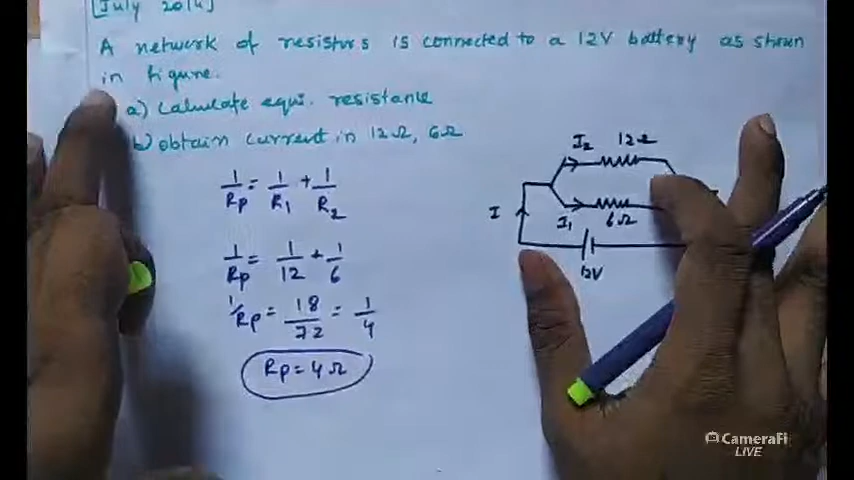 [July 2014]
A network of resistors is connected to a 12V battery as shown
in figure.
a) Calculate equi. resistance
b) obtain current in 12Ω, 6Ω
1/Rp = 1/R1 + 1/R2
1/Rp = 1/12 + 1/6
1/Rp = 18/72 = 1/4
Rp = 4Ω
I2 12Ω
I I1 6Ω
12V
CameraFi
LIVE